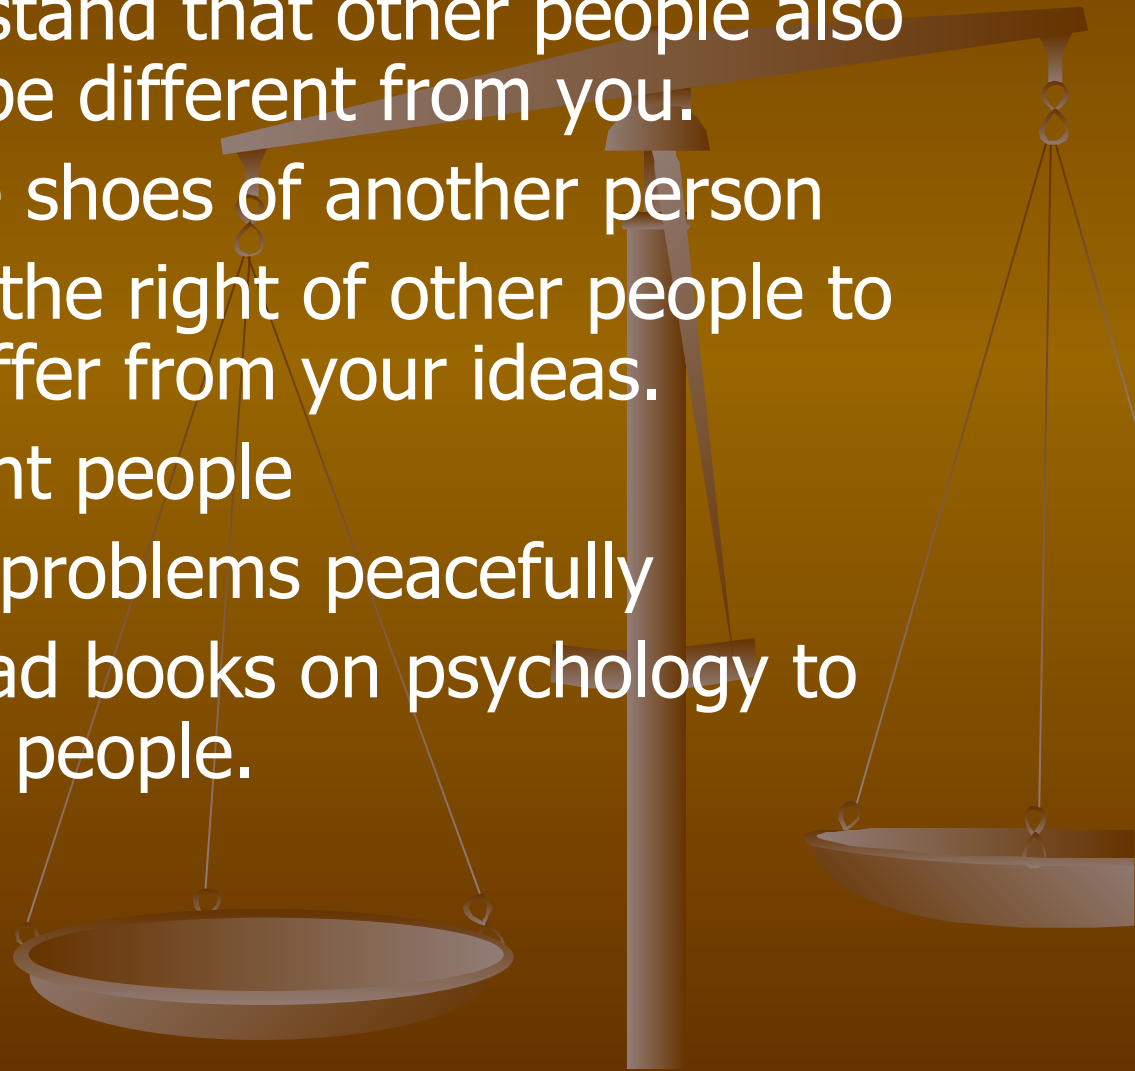 stand that other people also
be different from you.
shoes of another person
the right of other people to
ffer from your ideas.
nt people
problems peacefully
ad books on psychology to
people.